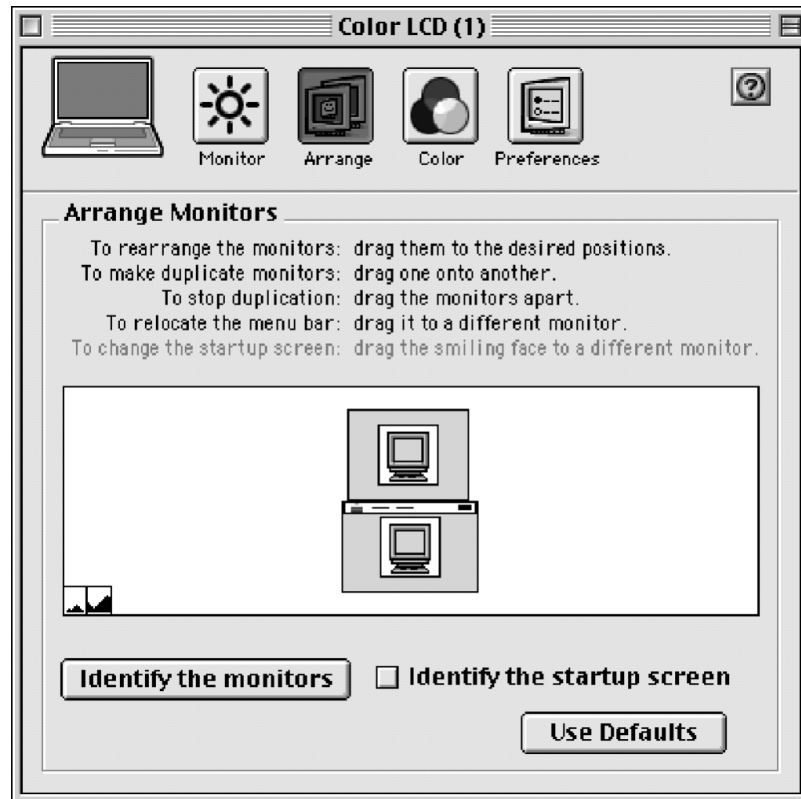 Color LCD (1)
Monitor Arrange Color Preferences
Arrange Monitors
To rearrange the monitors: drag them to the desired positions.
To make duplicate monitors: drag one onto another.
To stop duplication: drag the monitors apart.
To relocate the menu bar: drag it to a different monitor.
To change the startup screen: drag the smiling face to a different monitor.
Identify the monitors Identify the startup screen
Use Defaults